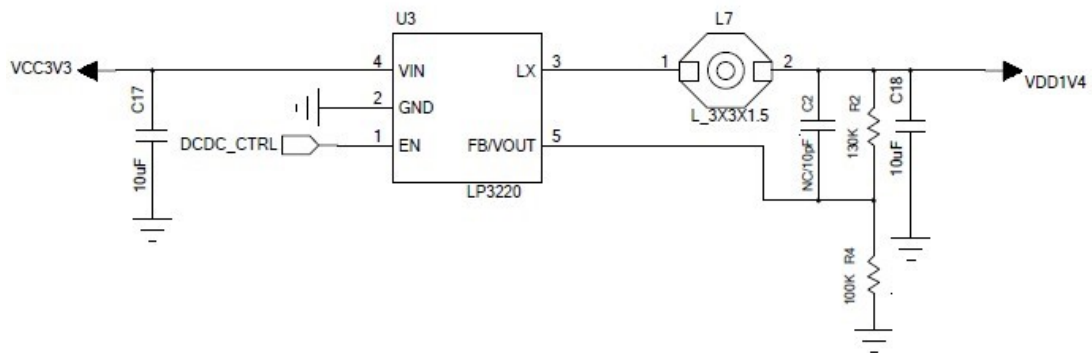 U3
L7
VCC3V3
4
VIN
LX
3
1
2
VDD1V4
C17
10uF
2
GND
L_3X3X1.5
DCDC_CTRL
1
EN
FB/VOUT
5
LP3220
NC/10pF C2
130K R2
10uF
C18
100K R4